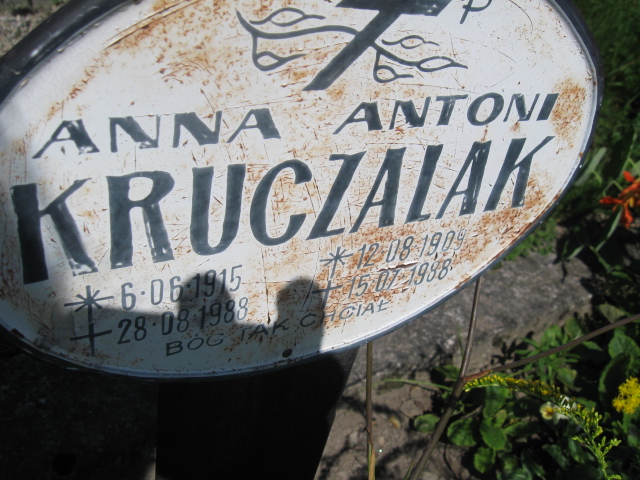 P
ANNA ANTONI
KRUCZALAK
* 6·06·1915 * 12·08·1909
+ 28·08·1988 + 15·07·1988
BÓG TAK CHCIAŁ